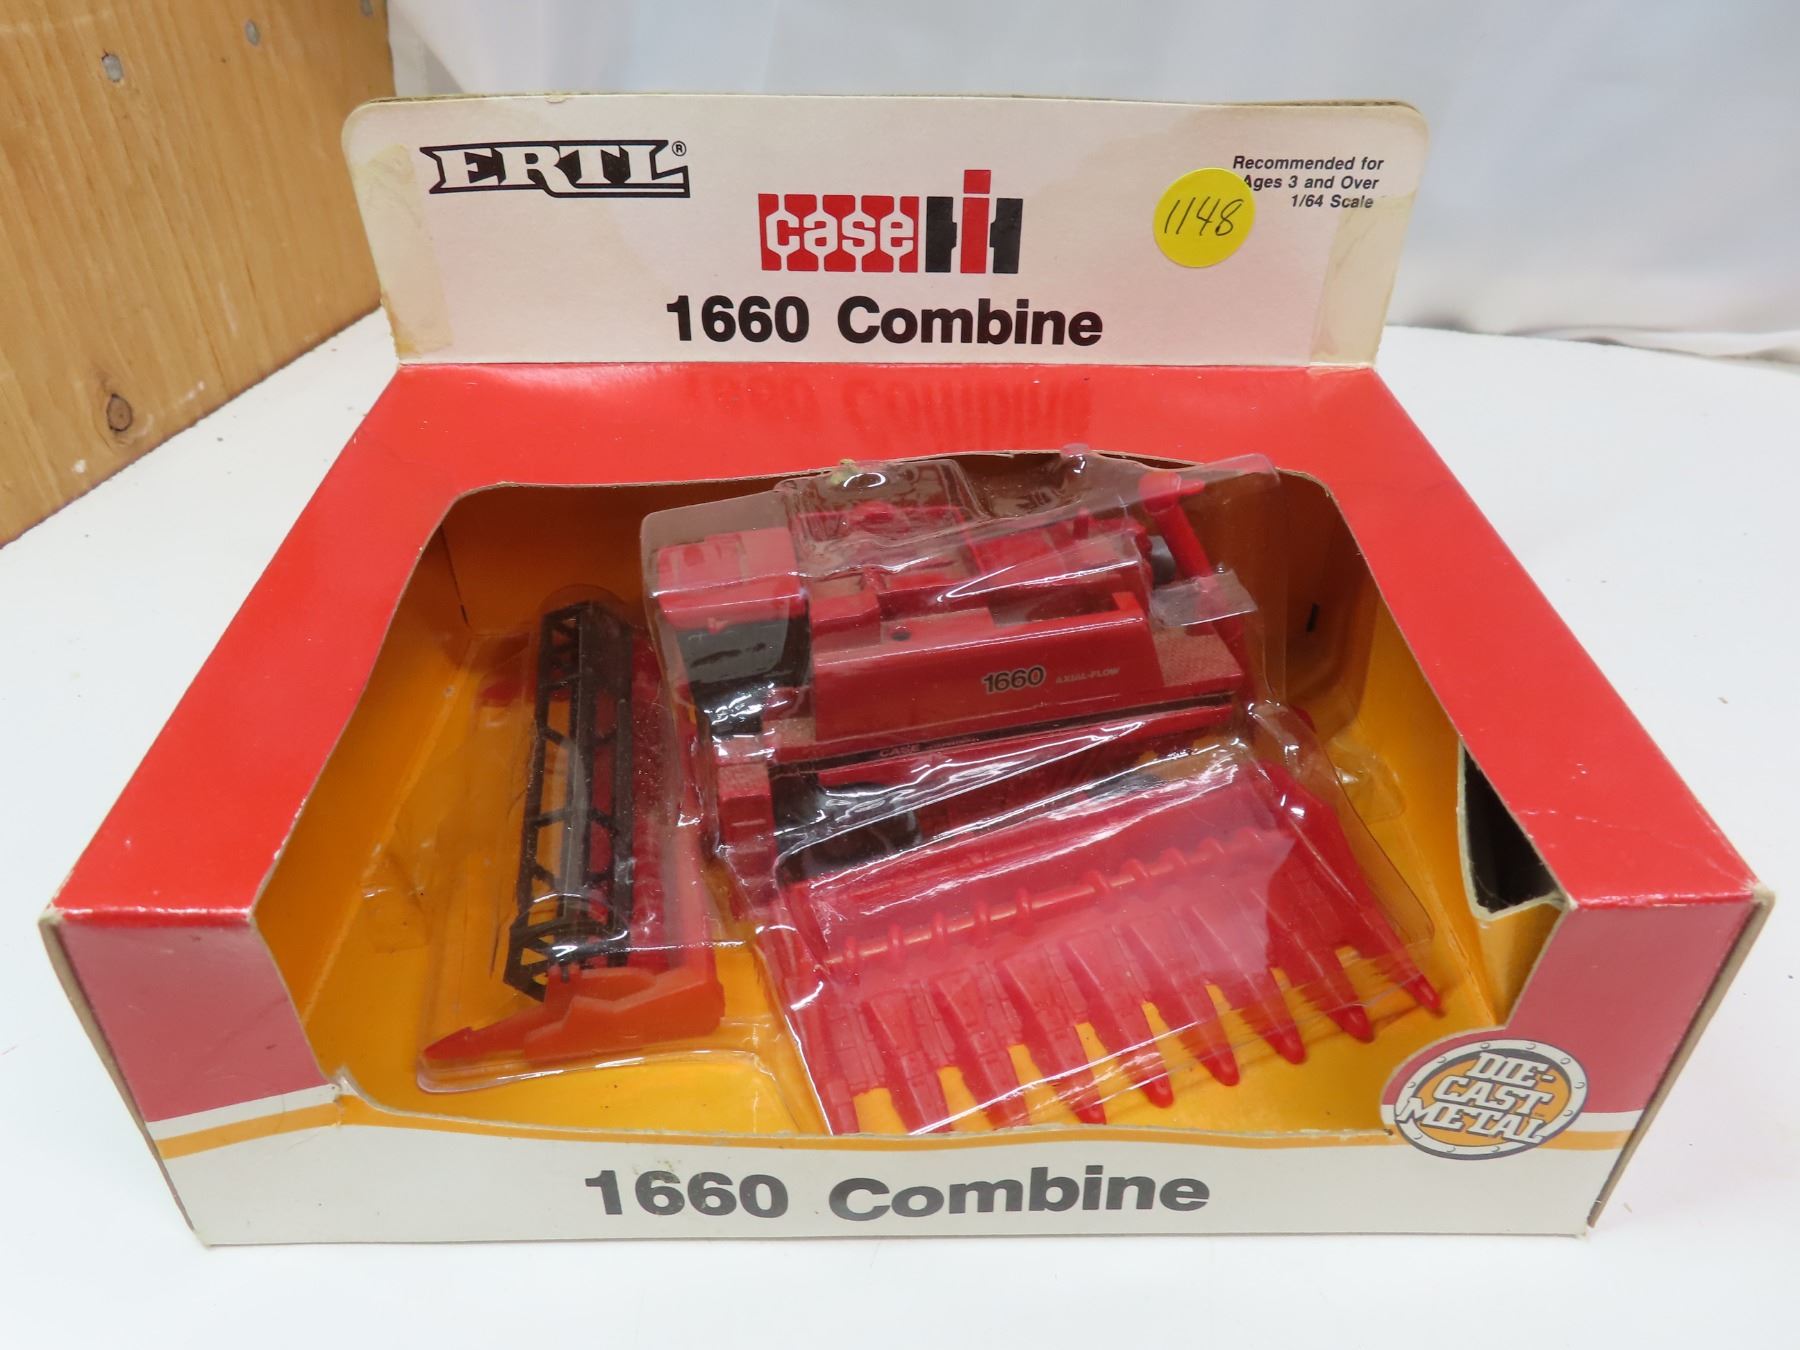 ERTL®
Recommended for
Ages 3 and Over
1/64 Scale
1148
case IH
1660 Combine
1660 AXIAL-FLOW
CASE
DIE-
CAST
METAL
1660 Combine